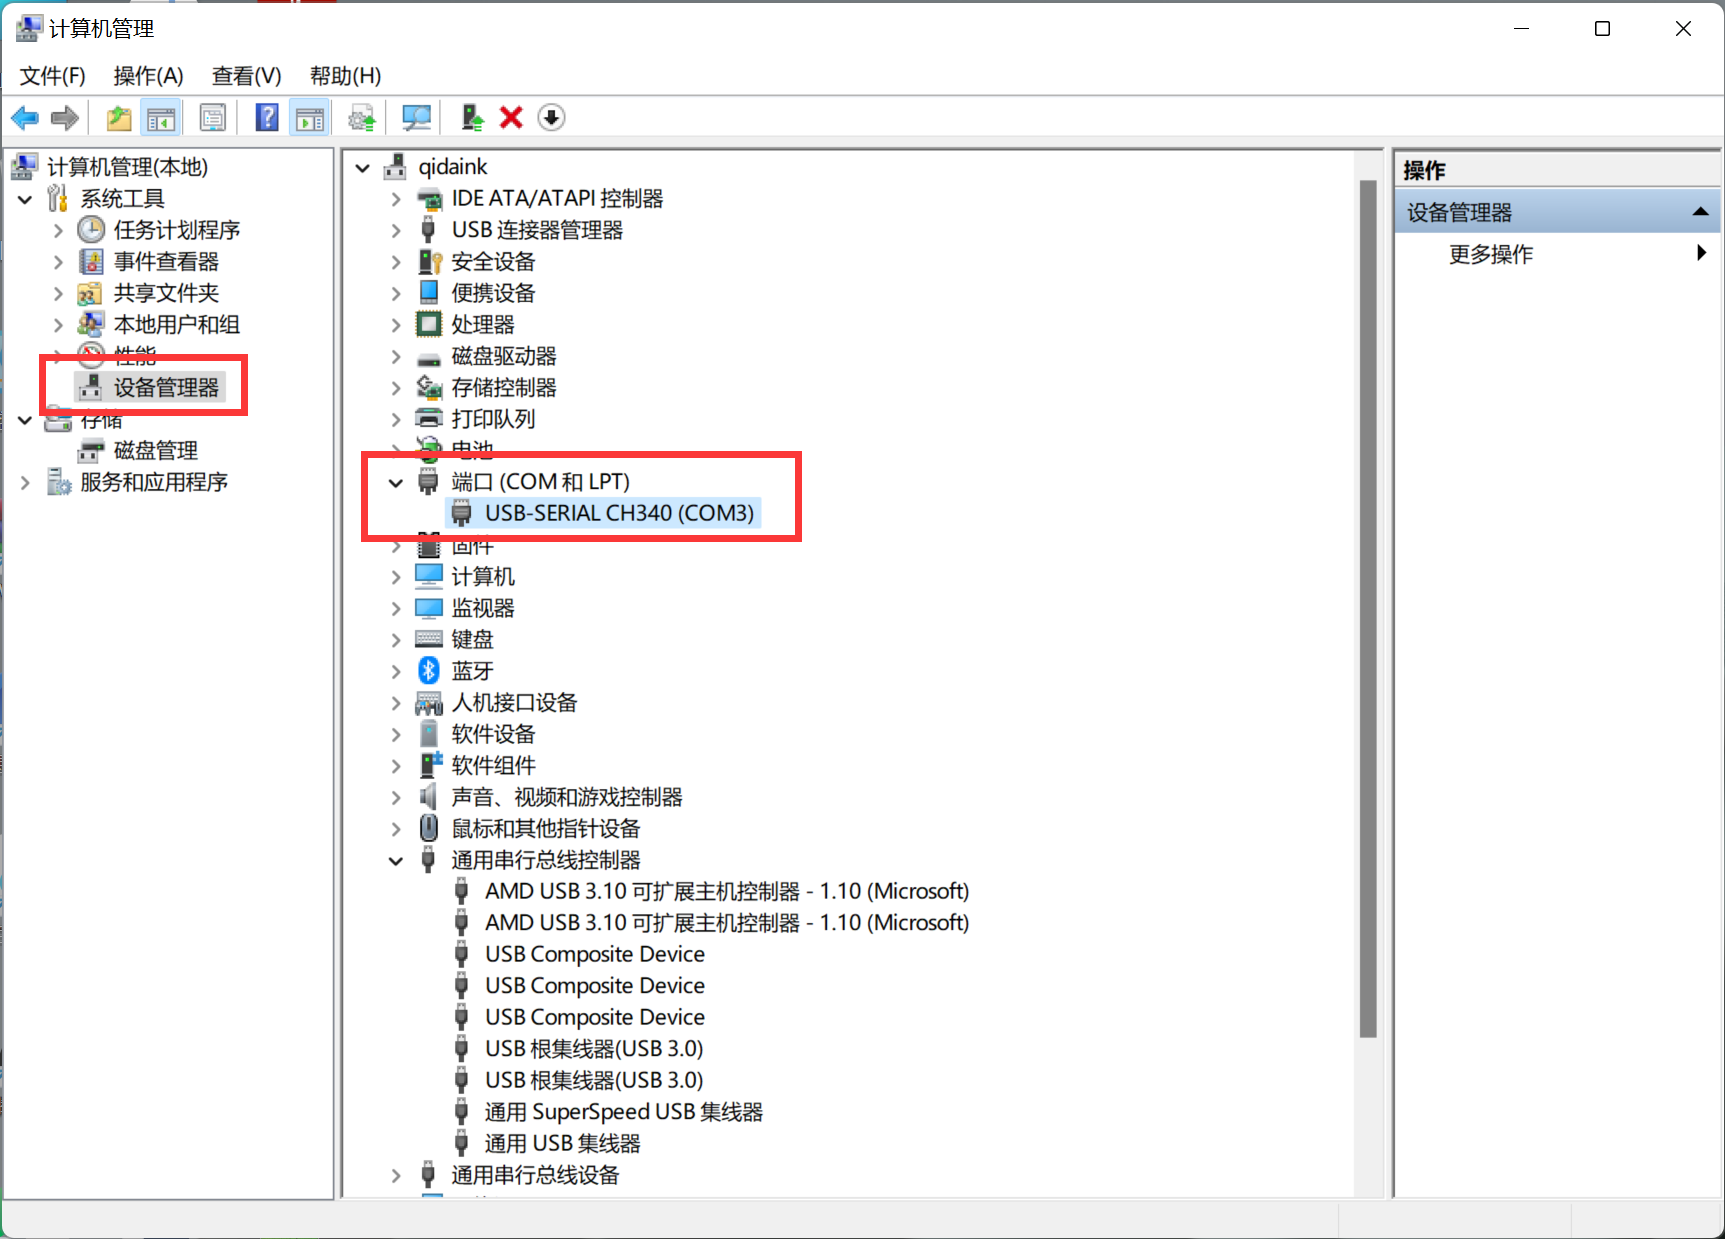 计算机管理
文件(F) 操作(A) 查看(V) 帮助(H)
计算机管理(本地)
系统工具
任务计划程序
事件查看器
共享文件夹
本地用户和组
性能
设备管理器
存储
磁盘管理
服务和应用程序
qidaink
IDE ATA/ATAPI 控制器
USB 连接器管理器
安全设备
便携设备
处理器
磁盘驱动器
存储控制器
打印队列
电池
端口 (COM 和 LPT)
USB-SERIAL CH340 (COM3)
固件
计算机
监视器
键盘
蓝牙
人机接口设备
软件设备
软件组件
声音、视频和游戏控制器
鼠标和其他指针设备
通用串行总线控制器
AMD USB 3.10 可扩展主机控制器 - 1.10 (Microsoft)
AMD USB 3.10 可扩展主机控制器 - 1.10 (Microsoft)
USB Composite Device
USB Composite Device
USB Composite Device
USB 根集线器(USB 3.0)
USB 根集线器(USB 3.0)
通用 SuperSpeed USB 集线器
通用 USB 集线器
通用串行总线设备
操作
设备管理器
更多操作